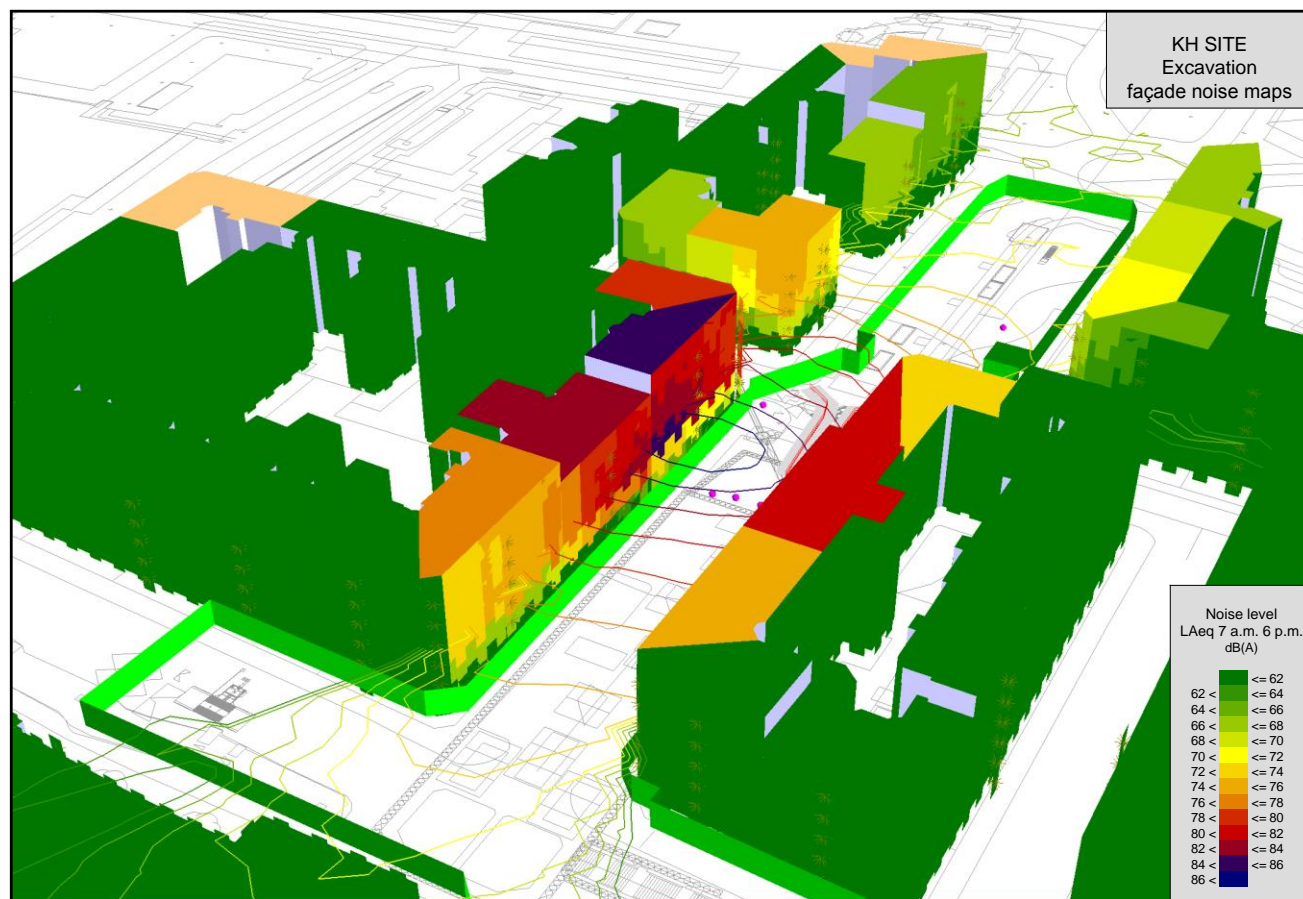 KH SITE
Excavation
façade noise maps
Noise level
LAeq 7 a.m. 6 p.m.
dB(A)
<= 62
62 < <= 64
64 < <= 66
66 < <= 68
68 < <= 70
70 < <= 72
72 < <= 74
74 < <= 76
76 < <= 78
78 < <= 80
80 < <= 82
82 < <= 84
84 < <= 86
86 <